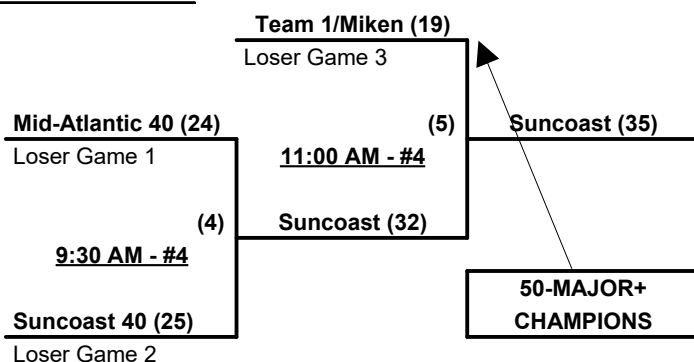 Team 1/Miken (19)
Loser Game 3
Mid-Atlantic 40 (24)
(5)
Suncoast (35)
Loser Game 1
11:00 AM - #4
(4)
Suncoast (32)
9:30 AM - #4
50-MAJOR+
CHAMPIONS
Suncoast 40 (25)
Loser Game 2